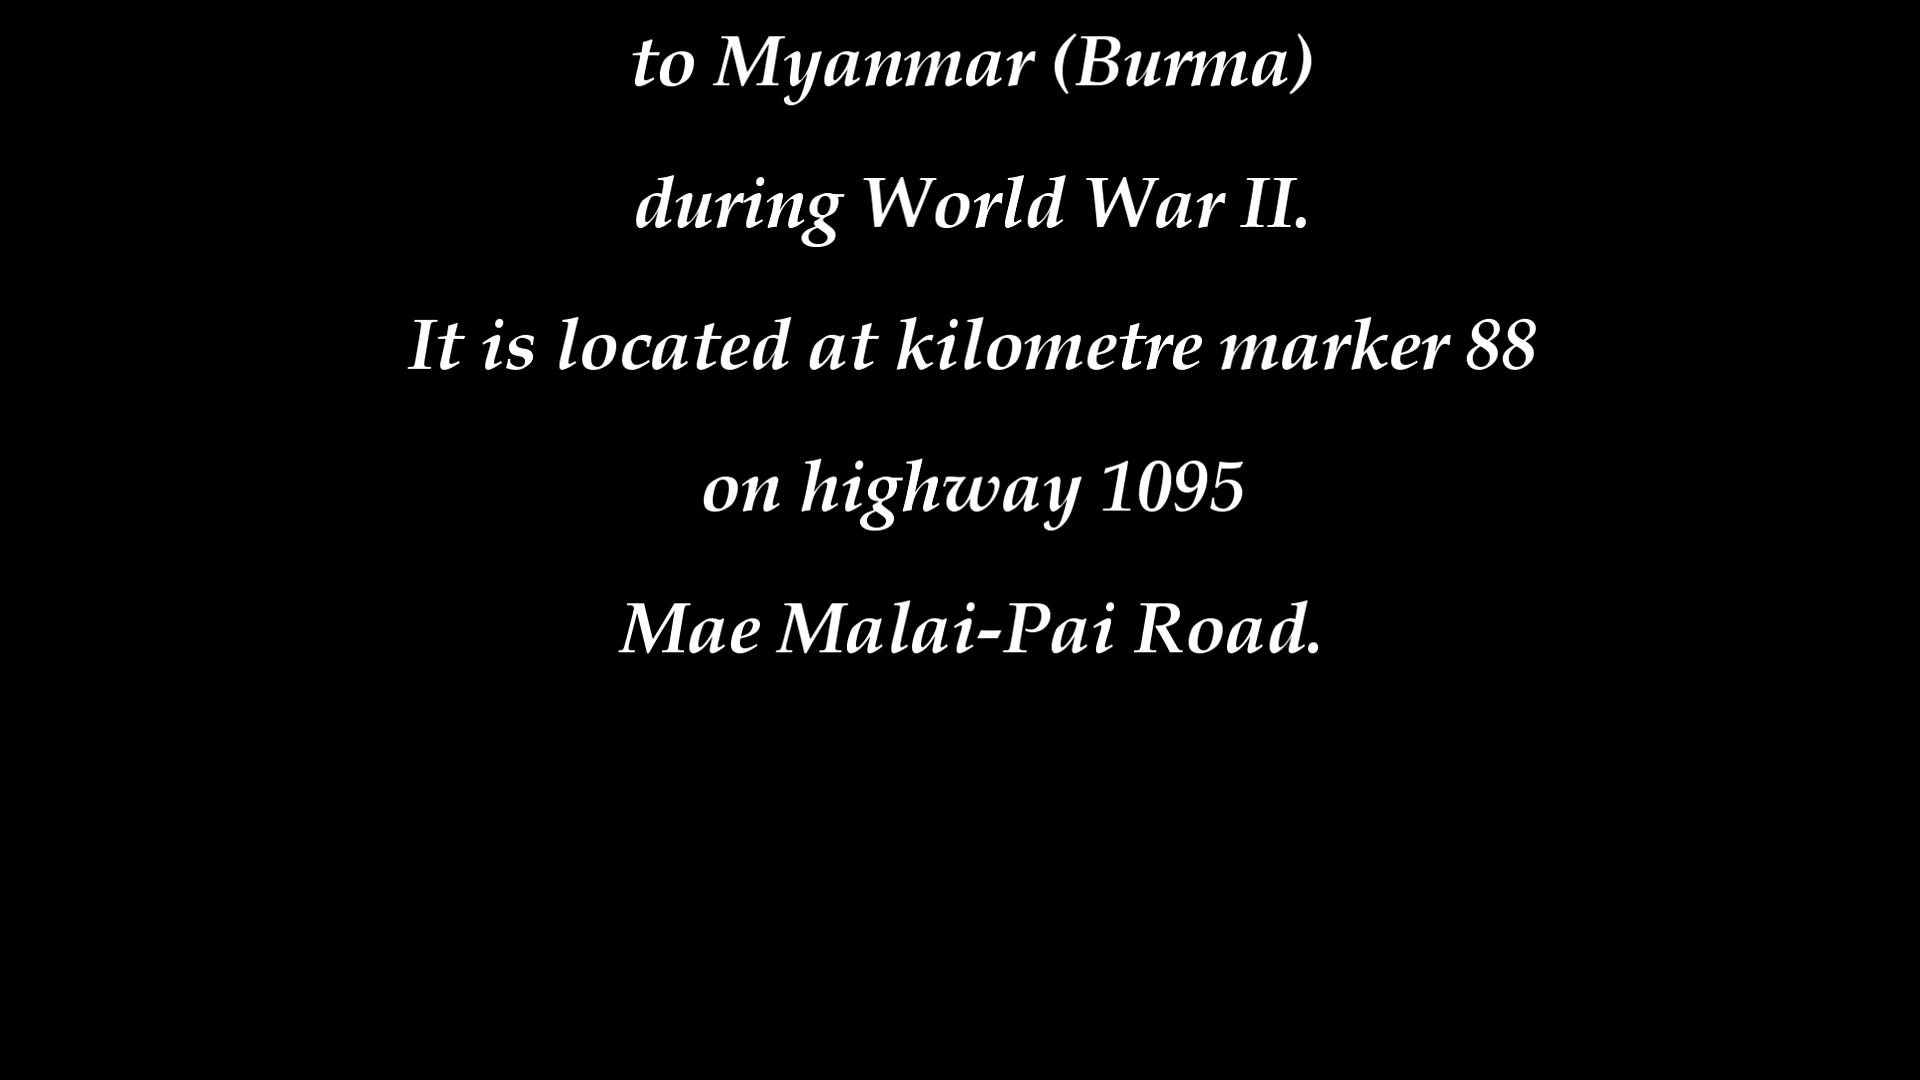 to Myanmar (Burma)
during World War II.
It is located at kilometre marker 88
on highway 1095
Mae Malai-Pai Road.